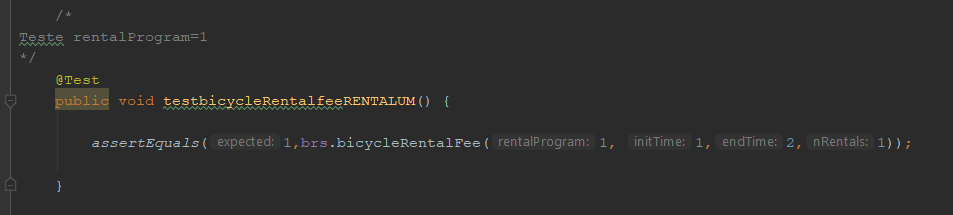 /*
Teste rentalProgram=1
*/
@Test
public void testbicycleRentalfeeRENTALUM() {
assertEquals( expected: 1,brs.bicycleRentalFee( rentalProgram: 1, initTime: 1, endTime: 2, nRentals: 1));
}